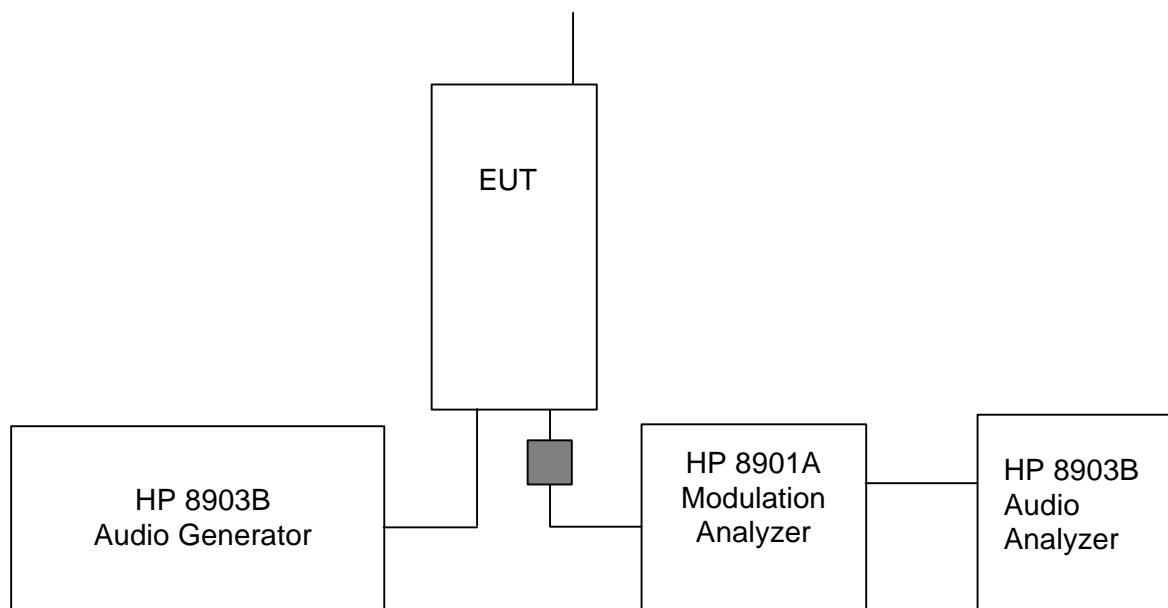 EUT
HP 8903B
Audio Generator
HP 8901A
Modulation
Analyzer
HP 8903B
Audio
Analyzer